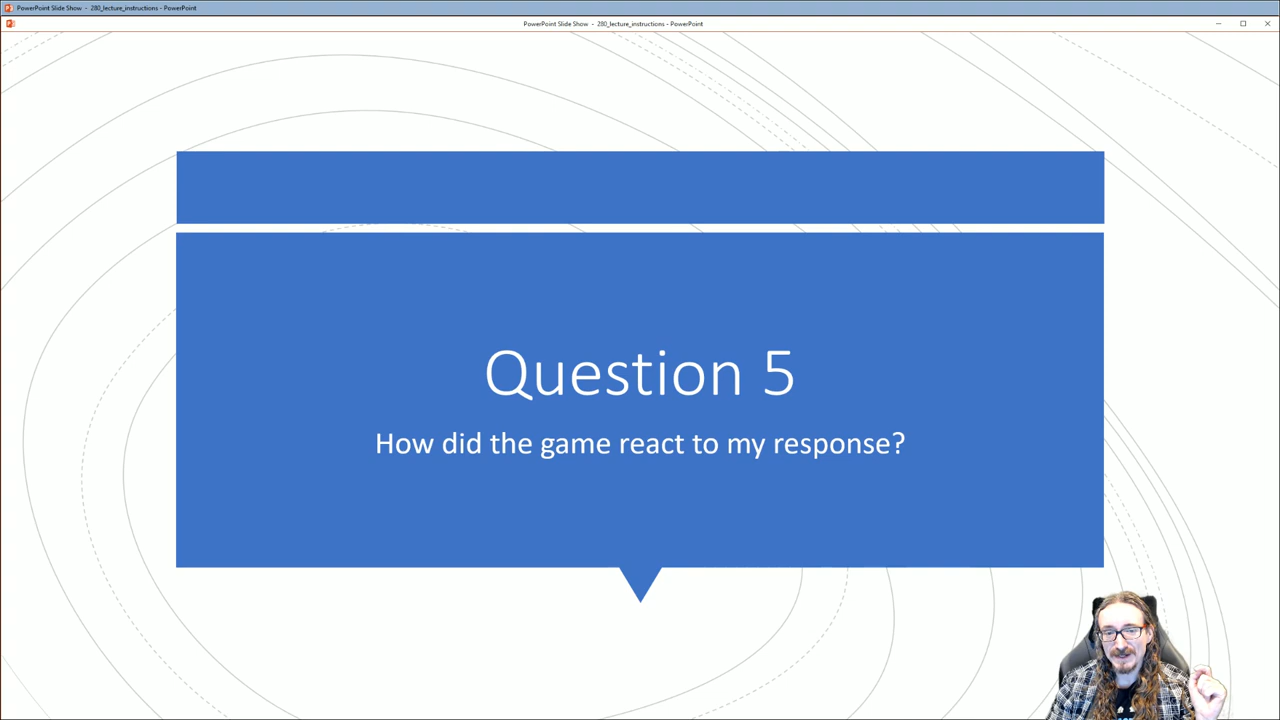 PowerPoint Slide Show - 280_lecture_instructions - PowerPoint
PowerPoint Slide Show - 280_lecture_instructions - PowerPoint
Question 5
How did the game react to my response?